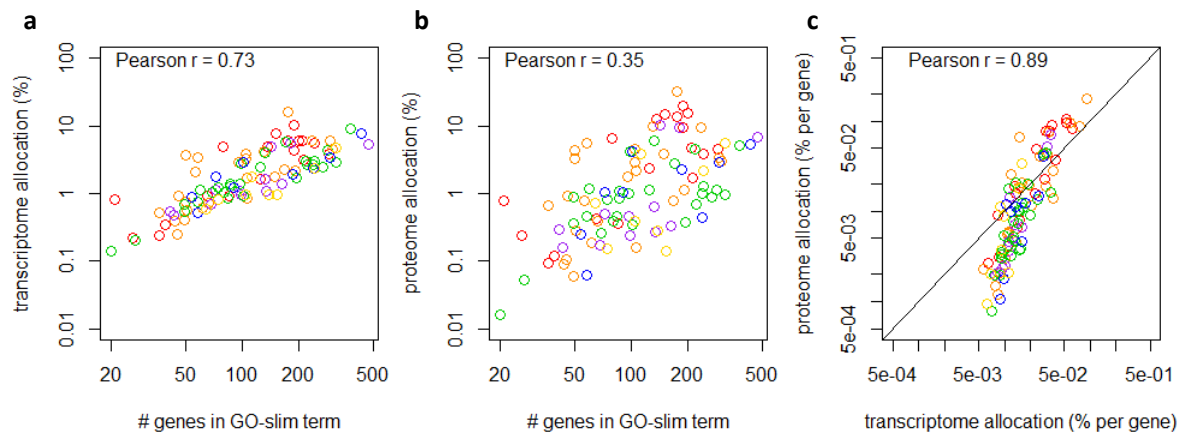 a
Pearson r = 0.73
transcriptome allocation (%)
100
10
1
0.1
0.01
20 50 100 200 500
# genes in GO-slim term
b
Pearson r = 0.35
proteome allocation (%)
100
10
1
0.1
0.01
20 50 100 200 500
# genes in GO-slim term
c
Pearson r = 0.89
proteome allocation (% per gene)
5e-01
5e-02
5e-03
5e-04
5e-04 5e-03 5e-02 5e-01
transcriptome allocation (% per gene)